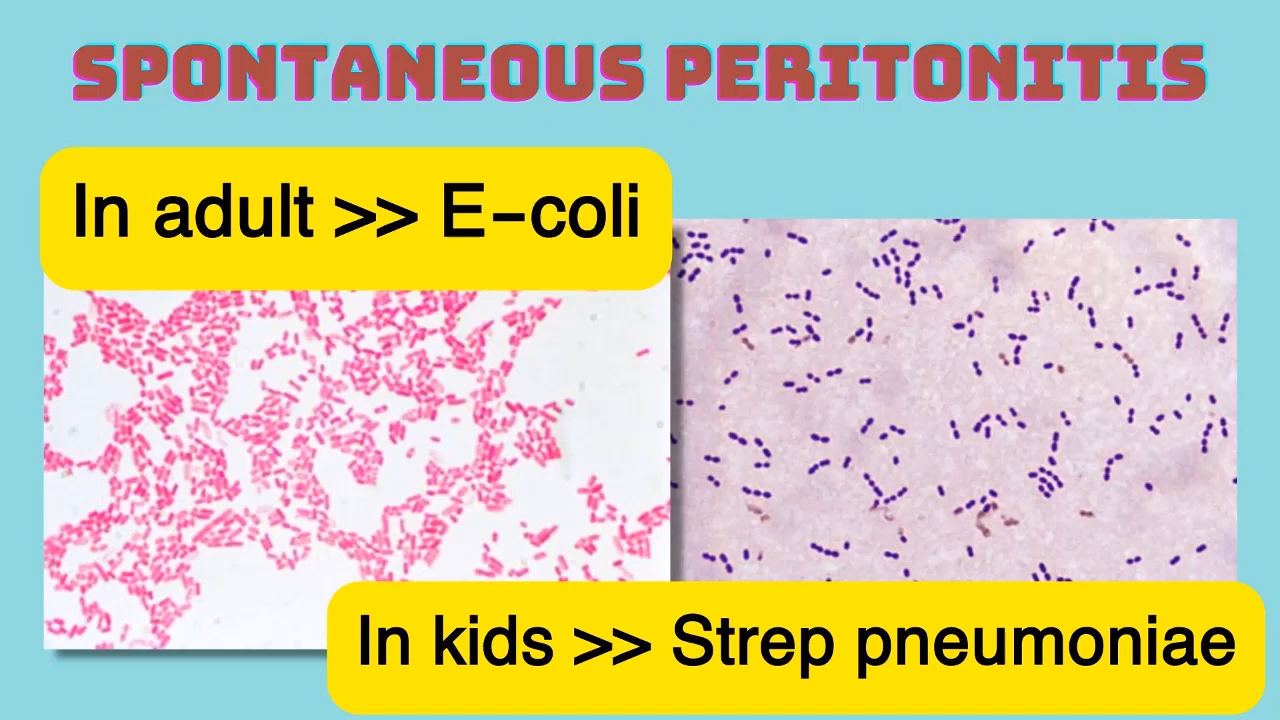 SPONTANEOUS PERITONITIS
In adult >> E-coli
In kids >> Strep pneumoniae